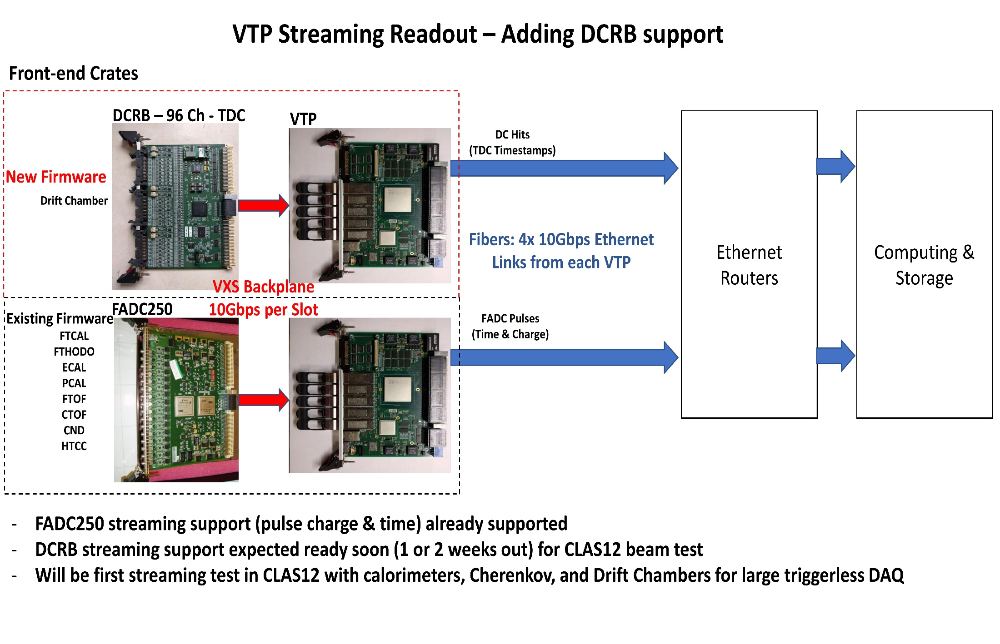 VTP Streaming Readout – Adding DCRB support
Front-end Crates
DCRB – 96 Ch - TDC
VTP
New Firmware
Drift Chamber
DC Hits
(TDC Timestamps)
Fibers: 4x 10Gbps Ethernet
Links from each VTP
Ethernet
Routers
Computing &
Storage
VXS Backplane
10Gbps per Slot
FADC250
Existing Firmware
FTCAL
FTHODO
ECAL
PCAL
FTOF
CTOF
CND
HTCC
FADC Pulses
(Time & Charge)
- FADC250 streaming support (pulse charge & time) already supported
- DCRB streaming support expected ready soon (1 or 2 weeks out) for CLAS12 beam test
- Will be first streaming test in CLAS12 with calorimeters, Cherenkov, and Drift Chambers for large triggerless DAQ